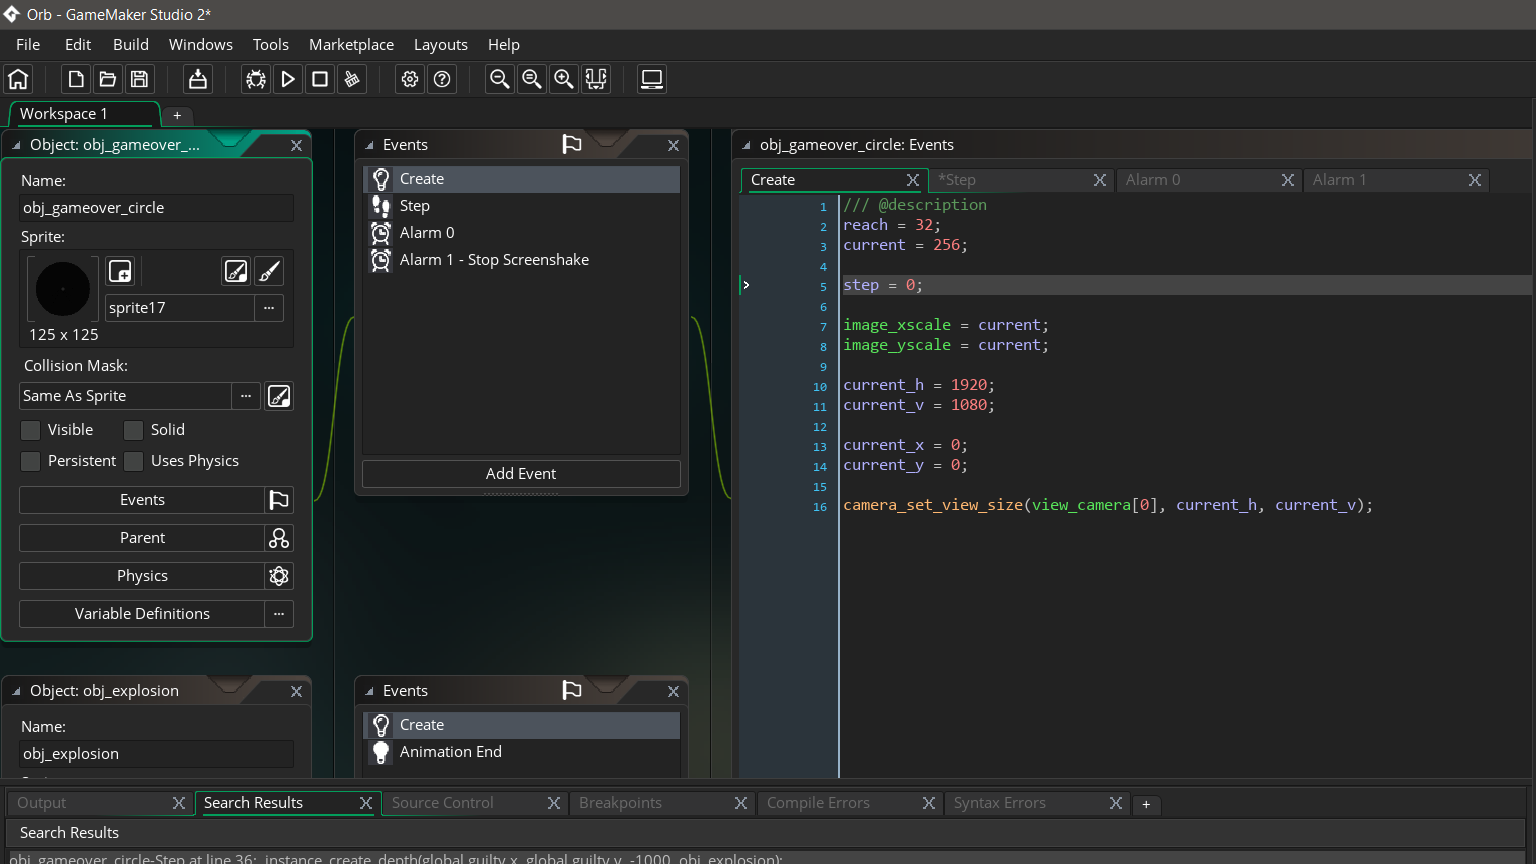 Orb - GameMaker Studio 2*
File Edit Build Windows Tools Marketplace Layouts Help
Workspace 1 +
Object: obj_gameover_...
Name:
obj_gameover_circle
Sprite:
sprite17 ...
125 x 125
Collision Mask:
Same As Sprite ...
Visible Solid
Persistent Uses Physics
Events
Parent
Physics
Variable Definitions ...
Object: obj_explosion
Name:
obj_explosion
Events
Create
Step
Alarm 0
Alarm 1 - Stop Screenshake
Add Event
Events
Create
Animation End
obj_gameover_circle: Events
Create *Step Alarm 0 Alarm 1
1 /// @description
2 reach = 32;
3 current = 256;
4
5 step = 0;
6
7 image_xscale = current;
8 image_yscale = current;
9
10 current_h = 1920;
11 current_v = 1080;
12
13 current_x = 0;
14 current_y = 0;
15
16 camera_set_view_size(view_camera[0], current_h, current_v);
Output Search Results Source Control Breakpoints Compile Errors Syntax Errors +
Search Results
obj_gameover_circle-Step at line 36: instance_create_depth(global.guilty_x, global.guilty_y, -1000, obj_explosion);